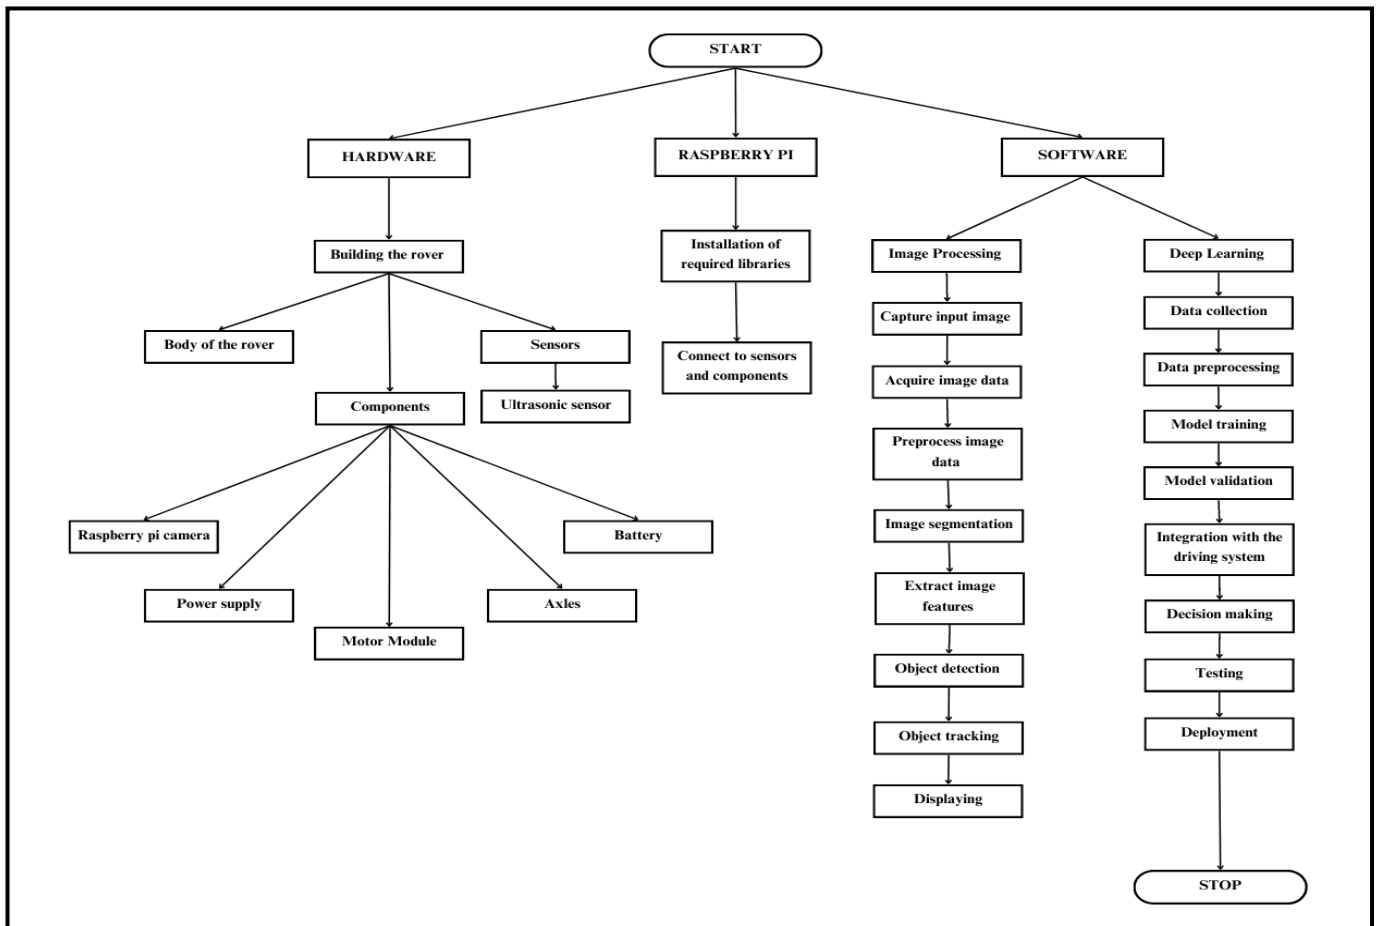 START
HARDWARE
RASPBERRY PI
SOFTWARE
Building the rover
Installation of
required libraries
Image Processing
Deep Learning
Body of the rover
Sensors
Connect to sensors
and components
Capture input image
Data collection
Components
Ultrasonic sensor
Acquire image data
Data preprocessing
Preprocess image
data
Model training
Raspberry pi camera
Battery
Image segmentation
Model validation
Power supply
Axles
Extract image
features
Integration with the
driving system
Motor Module
Object detection
Decision making
Object tracking
Testing
Displaying
Deployment
STOP